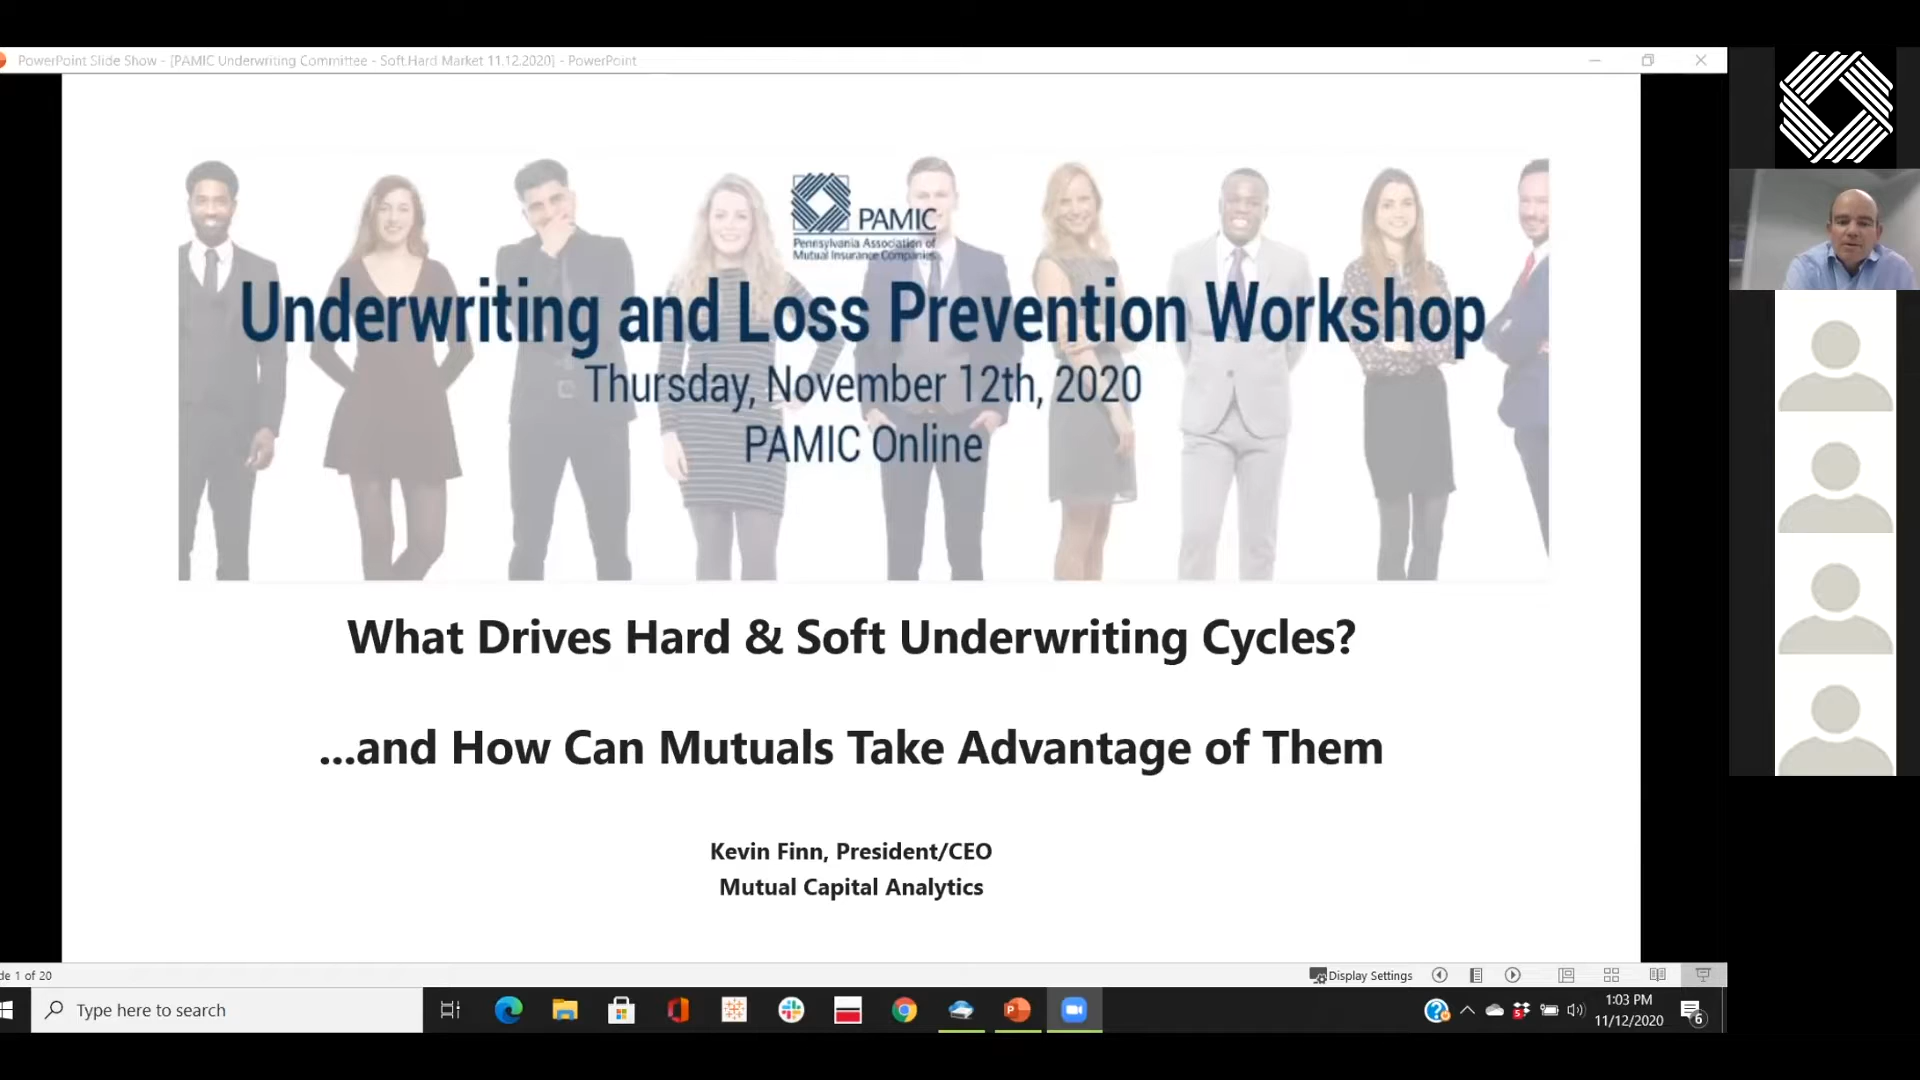 PowerPoint Slide Show - [PAMIC Underwriting Committee - Soft.Hard Market 11.12.2020] - PowerPoint
PAMIC
Pennsylvania Association of
Mutual Insurance Companies
Underwriting and Loss Prevention Workshop
Thursday, November 12th, 2020
PAMIC Online
What Drives Hard & Soft Underwriting Cycles?
...and How Can Mutuals Take Advantage of Them
Kevin Finn, President/CEO
Mutual Capital Analytics
de 1 of 20
Display Settings
Type here to search
1:03 PM
11/12/2020
6